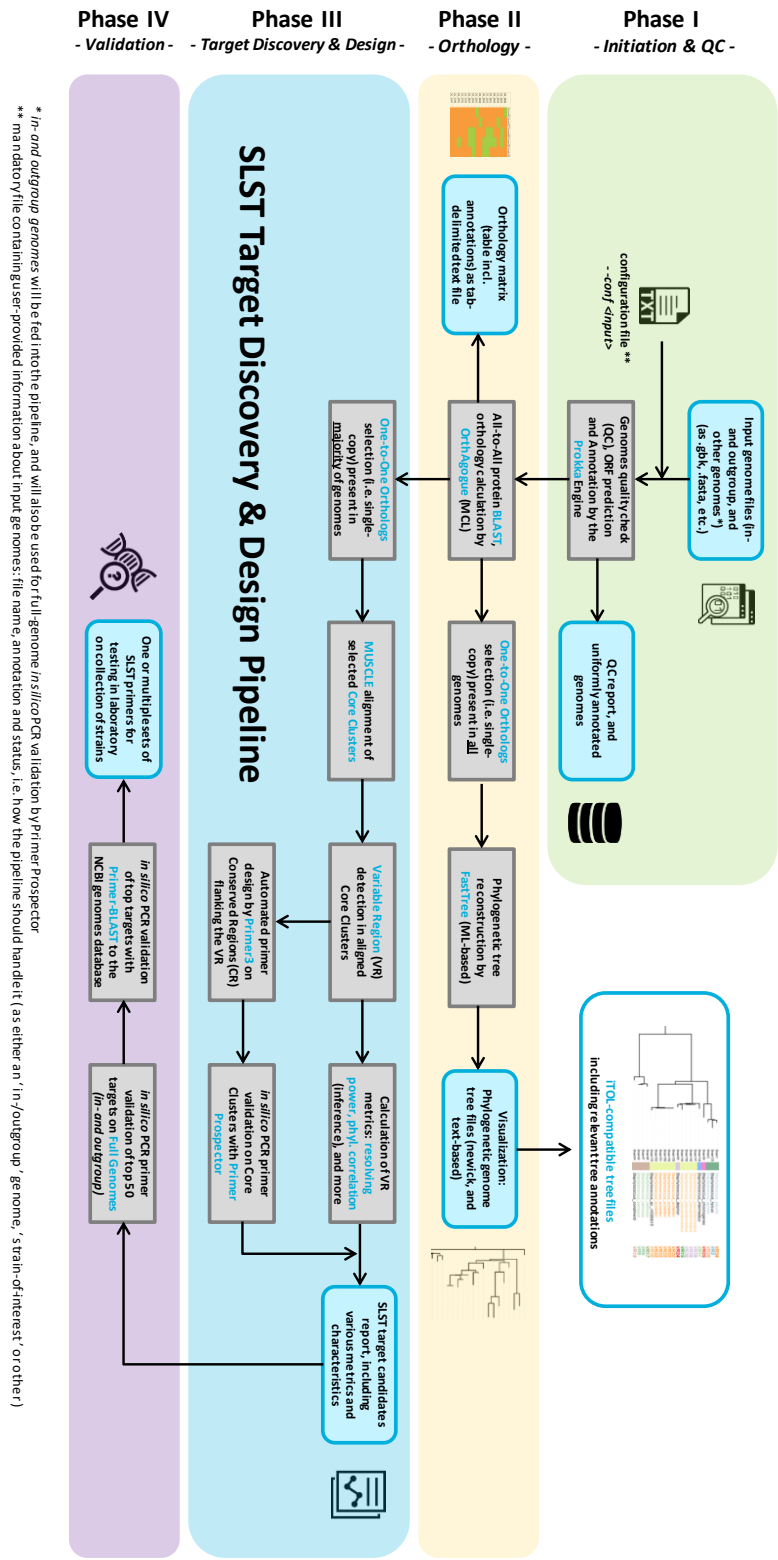 Phase I
- Initiation & QC -
Phase II
- Orthology -
Phase III
- Target Discovery & Design -
Phase IV
- Validation -
Input genome files (in-
and outgroup, and
other genomes *)
(as .gbk, .fasta, etc.)
TXT
configuration file **
- -conf <input>
Genomes quality check
(QC), ORF prediction
and Annotation by the
Prokka Engine
QC report, and
uniformly annotated
genomes
iTOL-compatible treefiles
including relevant tree annotations
Orthology matrix
(table incl.
annotations) as tab-
delimited text file
All-to-All protein BLAST,
orthology calculation by
OrthAgogue (MCL)
One-to-One Orthologs
selection (i.e. single-
copy) present in all
genomes
Phylogenetic tree
reconstruction by
FastTree (ML-based)
Visualization:
Phylogenetic genome
tree files (newick, and
text-based)
One-to-One Orthologs
selection (i.e. single-
copy) present in
majority of genomes
MUSCLE alignment of
selected Core Clusters
Variable Region (VR)
detection in aligned
Core Clusters
Calculation of VR
metrics: resolving
power, phyl. correlation
(inference), and more
SLST target candidates
report, including
various metrics and
characteristics
Automated primer
design by Primer3 on
Conserved Regions (CR)
flanking the VR
in silico PCR primer
validation on Core
Clusters with Primer
Prospector
SLST Target Discovery & Design Pipeline
One or multiple sets of
SLST primers for
testing in laboratory
on collection of strains
in silico PCR validation
of top targets with
Primer-BLAST to the
NCBI genomes database
in silico PCR primer
validation of top50
targets on Full Genomes
(in- and outgroup)
* in- and outgroup genomes will be fed into the pipeline, and will also be used for full-genome in silico PCR validation by Primer Prospector
** mandatory file containing user-provided information about input genomes: file name, annotation and status, i.e. how the pipeline should handle it ( as either an ' in-/outgroup ' genome, 'strain-of-interest ' or other )